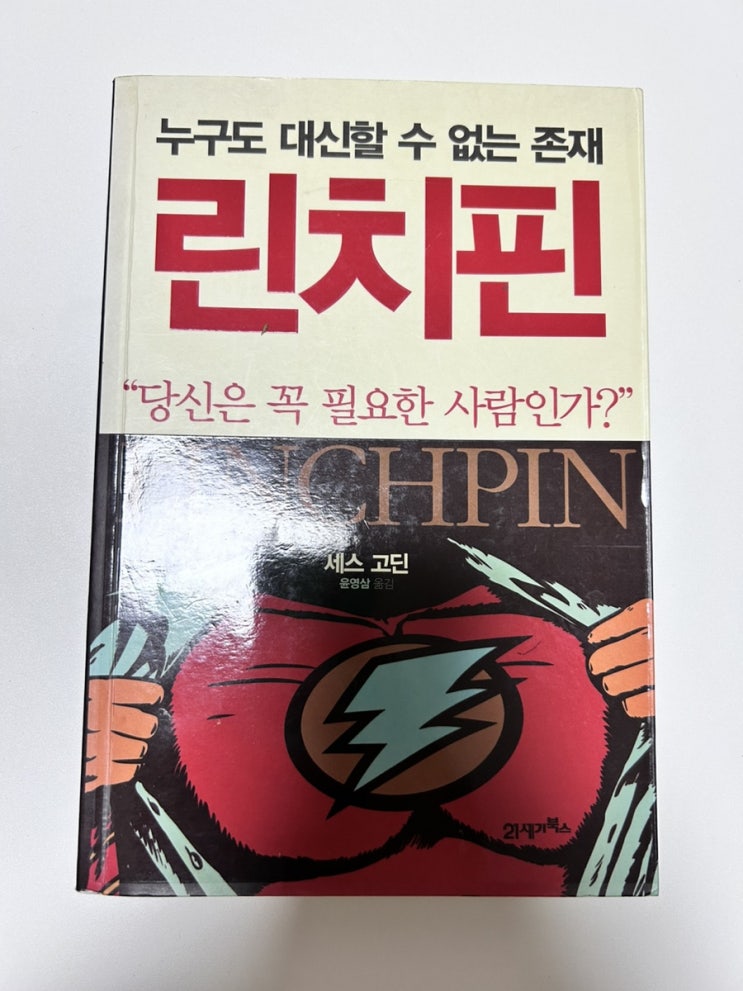 누구도 대신할 수 없는 존재
린치핀
“당신은 꼭 필요한 사람인가?”
LINCHPIN
세스 고딘
윤영삼 옮김
21세기북스